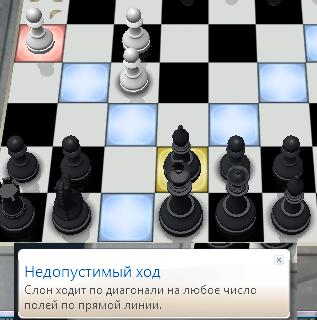 Недопустимый ход
Слон ходит по диагонали на любое число
полей по прямой линии.